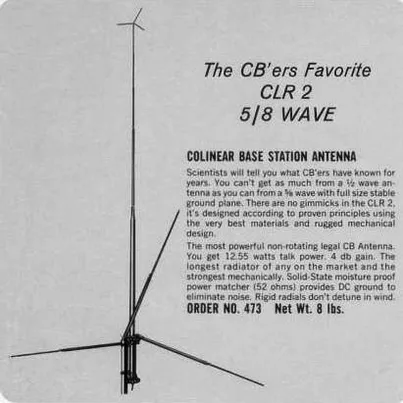 The CB'ers Favorite
CLR 2
5/8 WAVE
COLINEAR BASE STATION ANTENNA
Scientists will tell you what CB'ers have known for
years. You can't get as much from a ½ wave an-
tenna as you can from a ⅝ wave with full size stable
ground plane. There are no gimmicks in the CLR 2,
it's designed according to proven principles using
the very best materials and rugged mechanical
design.
The most powerful non-rotating legal CB Antenna.
You get 12.55 watts talk power. 4 db gain. The
longest radiator of any on the market and the
strongest mechanically. Solid-State moisture proof
power matcher (52 ohms) provides DC ground to
eliminate noise. Rigid radials don't detune in wind.
ORDER NO. 473 Net Wt. 8 lbs.